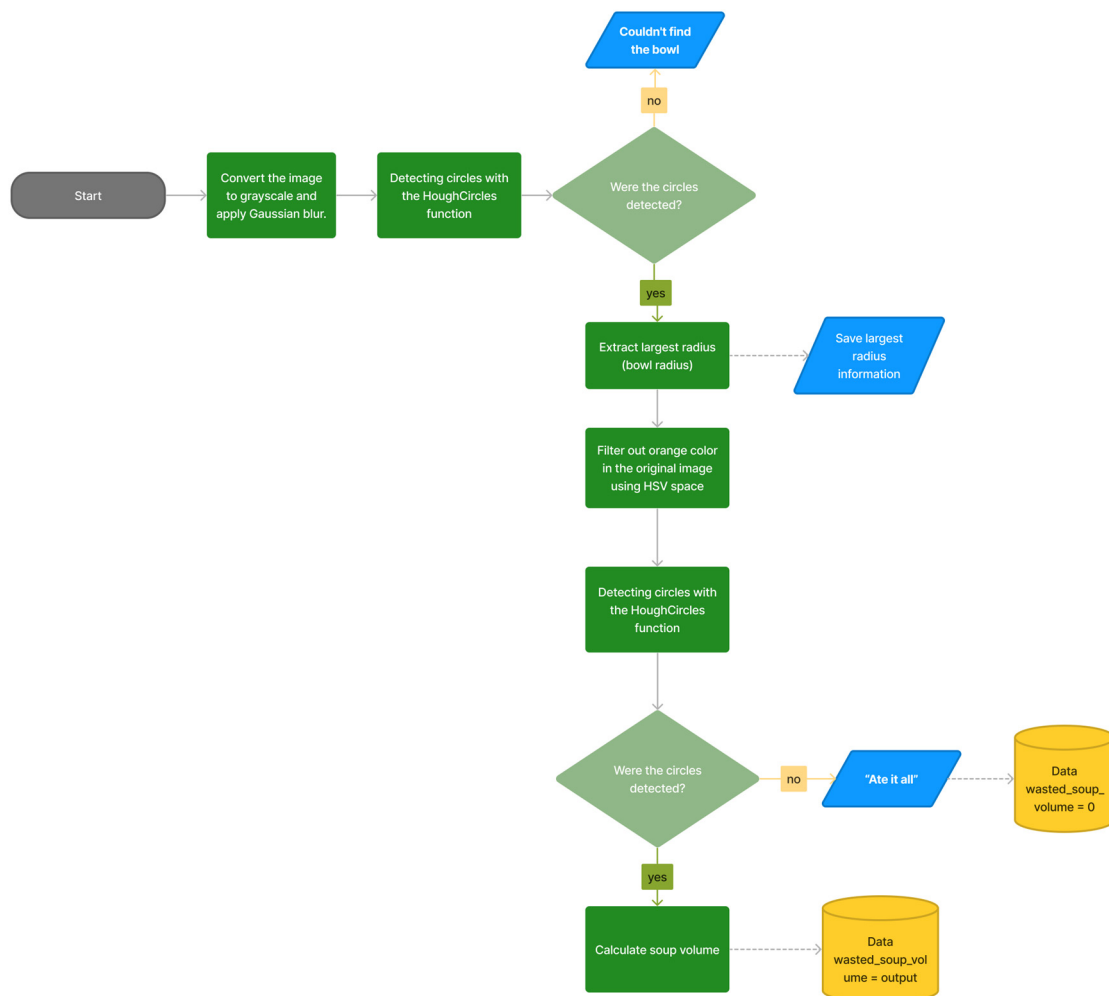 Couldn't find
the bowl
no
Start
Convert the image
to grayscale and
apply Gaussian blur.
Detecting circles with
the HoughCircles
function
Were the circles
detected?
yes
Extract largest radius
(bowl radius)
Save largest
radius
information
Filter out orange color
in the original image
using HSV space
Detecting circles with
the HoughCircles
function
Were the circles
detected?
no
“Ate it all”
Data
wasted_soup_
volume = 0
yes
Calculate soup volume
Data
wasted_soup_vol
ume = output